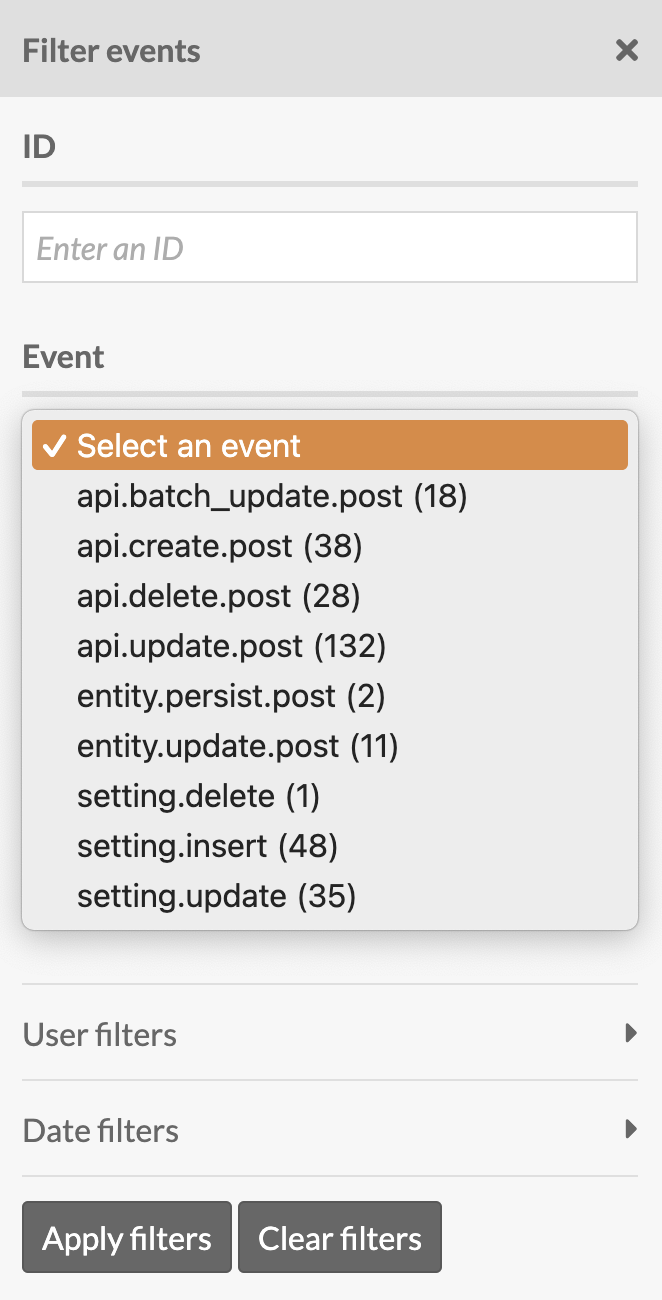 Filter events
ID
Enter an ID
Event
Select an event
api.batch_update.post (18)
api.create.post (38)
api.delete.post (28)
api.update.post (132)
entity.persist.post (2)
entity.update.post (11)
setting.delete (1)
setting.insert (48)
setting.update (35)
User filters
Date filters
Apply filters
Clear filters